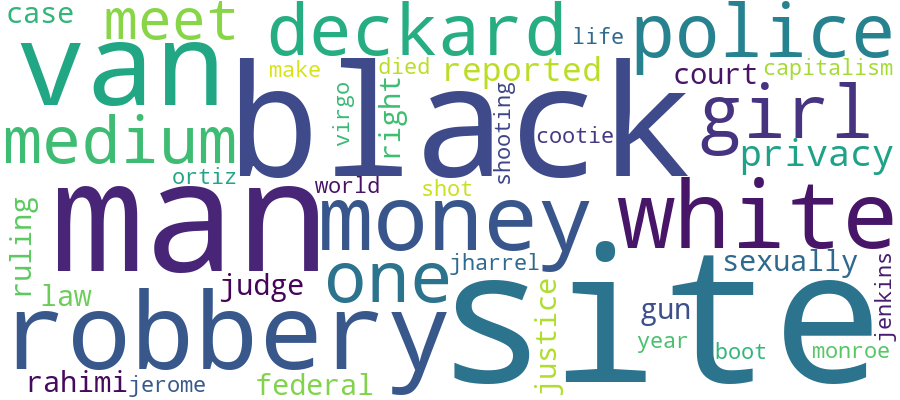 case
meet
deckard
life
police
van
make
died
reported
court
capitalism
black
medium
virgo
right
shooting
cootie
girl
privacy
ortiz
world
shot
man
money
white
ruling
one
jharrel
sexually
law
judge
site
robbery
justice
gun
jenkins
year
boot
monroe
rahimi
jerome
federal